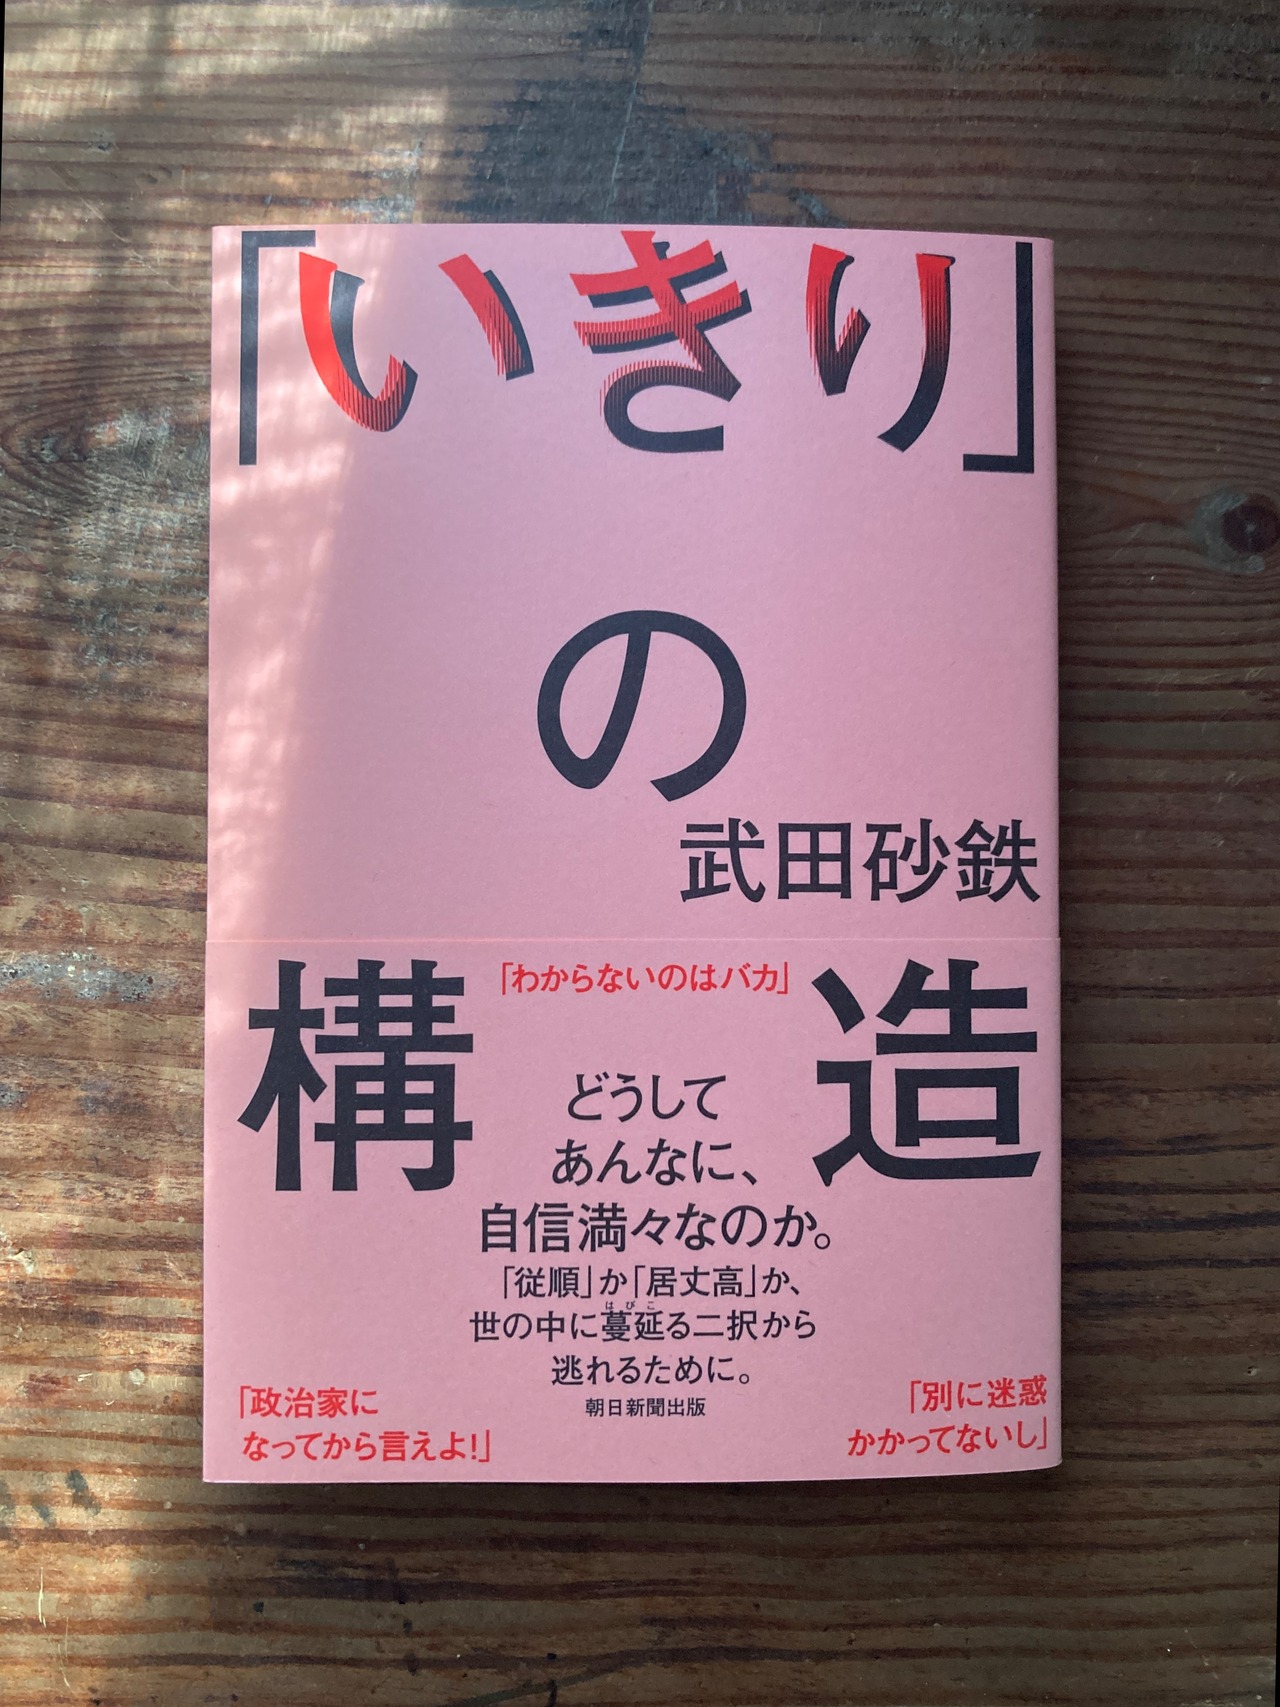 「いきり」
の
武田砂鉄
構造
「わからないのはバカ」
どうして
あんなに、
自信満々なのか。
「従順」か「居丈高」か、
世の中に蔓延る二択から
はびこ
逃れるために。
朝日新聞出版
「政治家に
なってから言えよ!」
「別に迷惑
かかってないし」